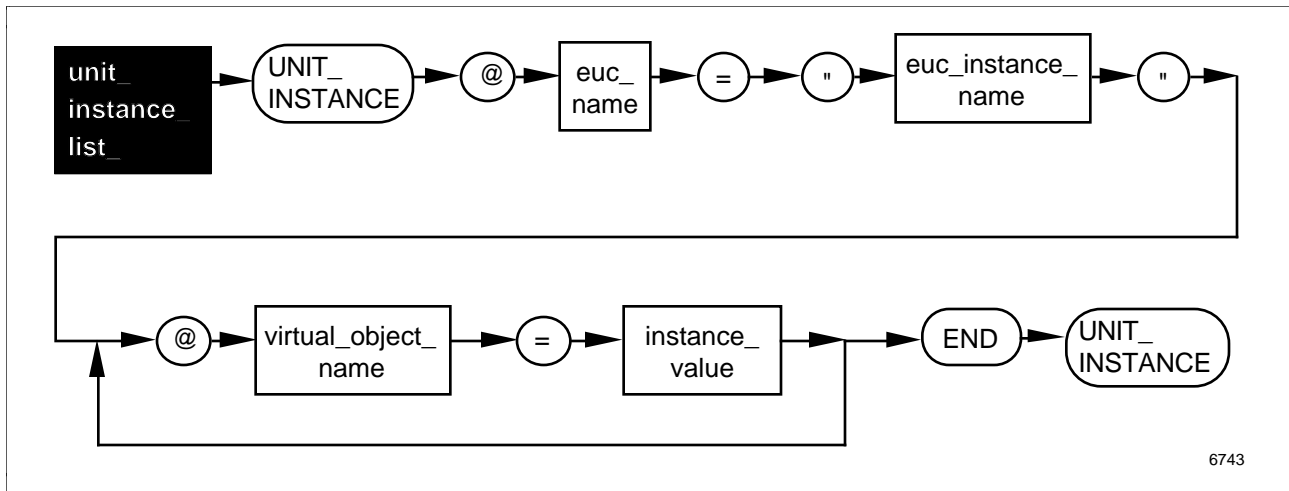 unit_
instance_
list_
UNIT_
INSTANCE
@
euc_
name
=
"
euc_instance_
name
"
@
virtual_object_
name
=
instance_
value
END
UNIT_
INSTANCE
6743